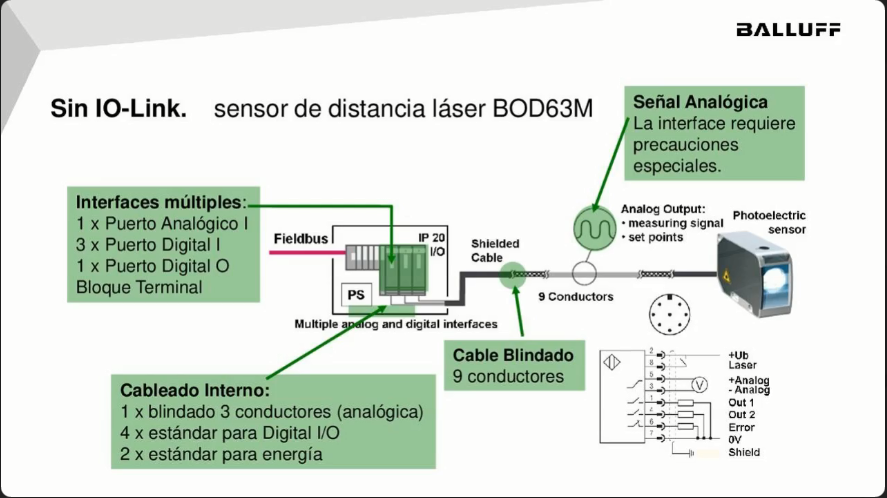 BALLUFF
Sin IO-Link. sensor de distancia láser BOD63M
Señal Analógica
La interface requiere
precauciones
especiales.
Interfaces múltiples:
1 x Puerto Analógico I
3 x Puerto Digital I
1 x Puerto Digital O
Bloque Terminal
Fieldbus
IP 20
I/O
PS
Multiple analog and digital interfaces
Shielded
Cable
9 Conductors
Analog Output:
• measuring signal
• set points
Photoelectric
sensor
Cable Blindado
9 conductores
Cableado Interno:
1 x blindado 3 conductores (analógica)
4 x estándar para Digital I/O
2 x estándar para energía
2 +Ub
8 Laser
5 +Analog
3 - Analog
V
1 Out 1
4 Out 2
6 Error
7 0V
Shield